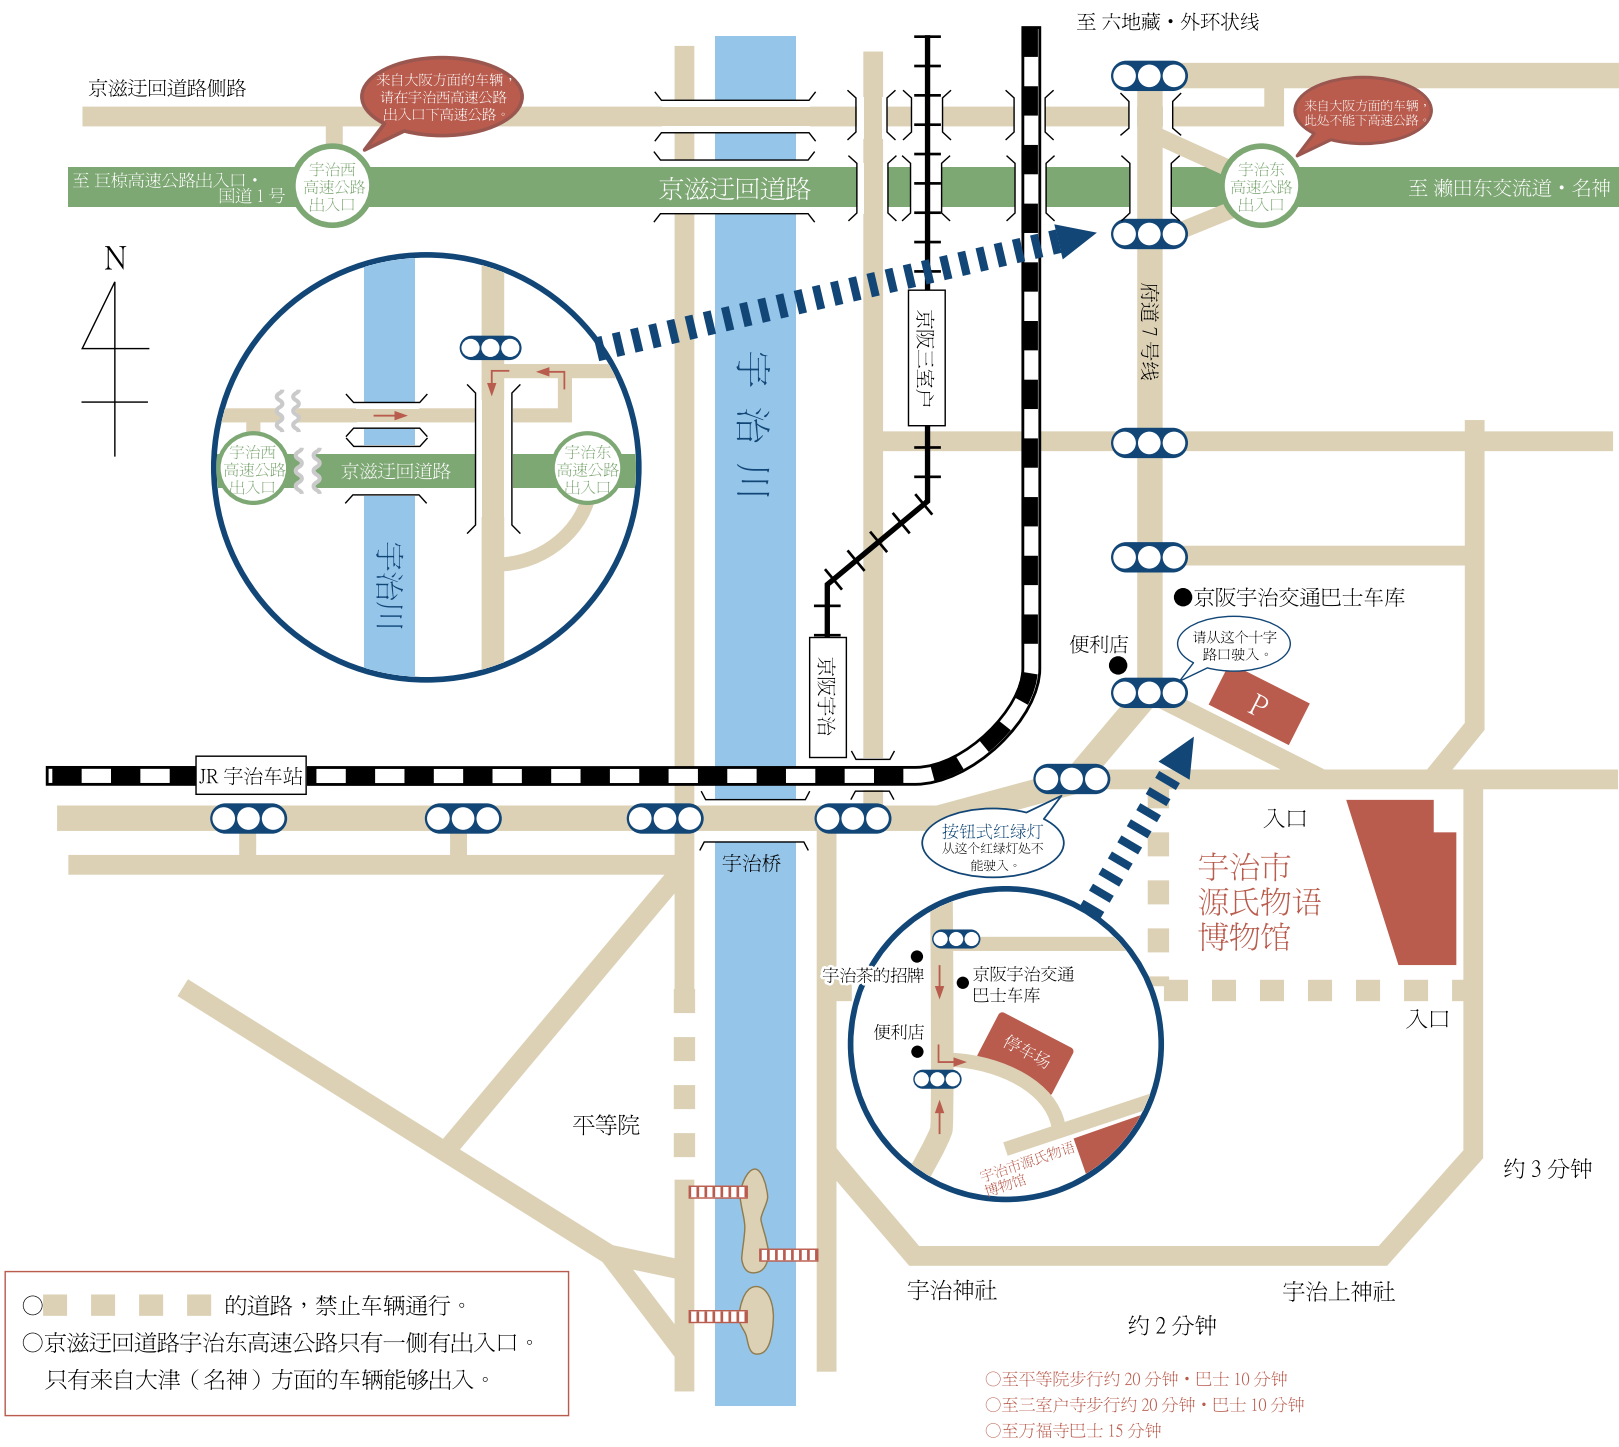 至 六地藏・外环状线
京滋迂回道路侧路
来自大阪方面的车辆，
请在宇治西高速公路
出入口下高速公路。
来自大阪方面的车辆，
此处不能下高速公路。
至 巨椋高速公路出入口・
国道 1 号
宇治西
高速公路
出入口
京滋迂回道路
宇治东
高速公路
出入口
至 濑田东交流道・名神
N
府道 7 号线
京阪三室户
宇治川
宇治西
高速公路
出入口
京滋迂回道路
宇治东
高速公路
出入口
宇治川
京阪宇治交通巴士车库
便利店
请从这个十字
路口驶入。
P
京阪宇治
JR 宇治车站
入口
按钮式红绿灯
从这个红绿灯处不
能驶入。
宇治桥
宇治市
源氏物语
博物馆
入口
宇治茶的招牌
京阪宇治交通
巴士车库
便利店
停车场
宇治市源氏物语
博物馆
平等院
约 3 分钟
宇治神社
宇治上神社
约 2 分钟
○ 的道路，禁止车辆通行。
○京滋迂回道路宇治东高速公路只有一侧有出入口。
只有来自大津（名神）方面的车辆能够出入。
○至平等院步行约 20 分钟・巴士 10 分钟
○至三室户寺步行约 20 分钟・巴士 10 分钟
○至万福寺巴士 15 分钟